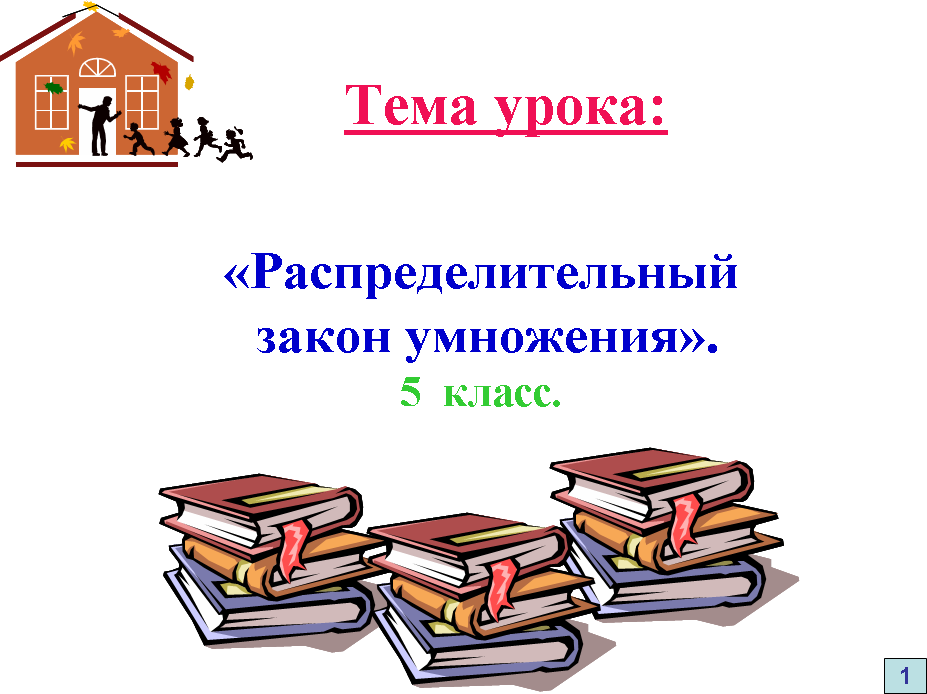 Тема урока:
«Распределительный
закон умножения».
5 класс.
1